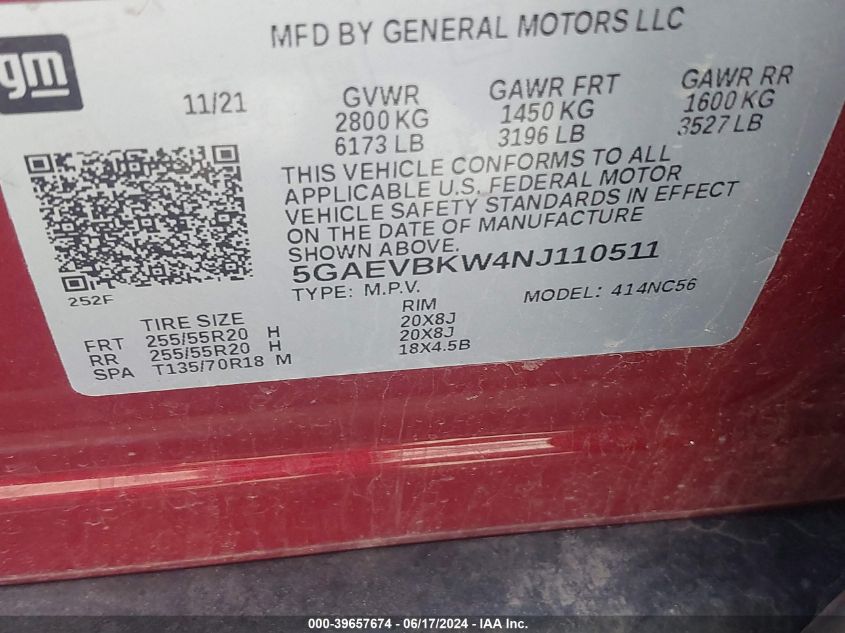 MFD BY GENERAL MOTORS LLC
gm
11/21
GVWR
2800 KG
6173 LB
GAWR FRT
1450 KG
3196 LB
GAWR RR
1600 KG
3527 LB
THIS VEHICLE CONFORMS TO ALL
APPLICABLE U.S. FEDERAL MOTOR
VEHICLE SAFETY STANDARDS IN EFFECT
ON THE DATE OF MANUFACTURE
SHOWN ABOVE.
5GAEVBKW4NJ110511
252F
TYPE: M.P.V.
MODEL: 414NC56
TIRE SIZE RIM
FRT 255/55R20 H 20X8J
RR 255/55R20 H 20X8J
SPA T135/70R18 M 18X4.5B
000-39657674 - 06/17/2024 - IAA Inc.